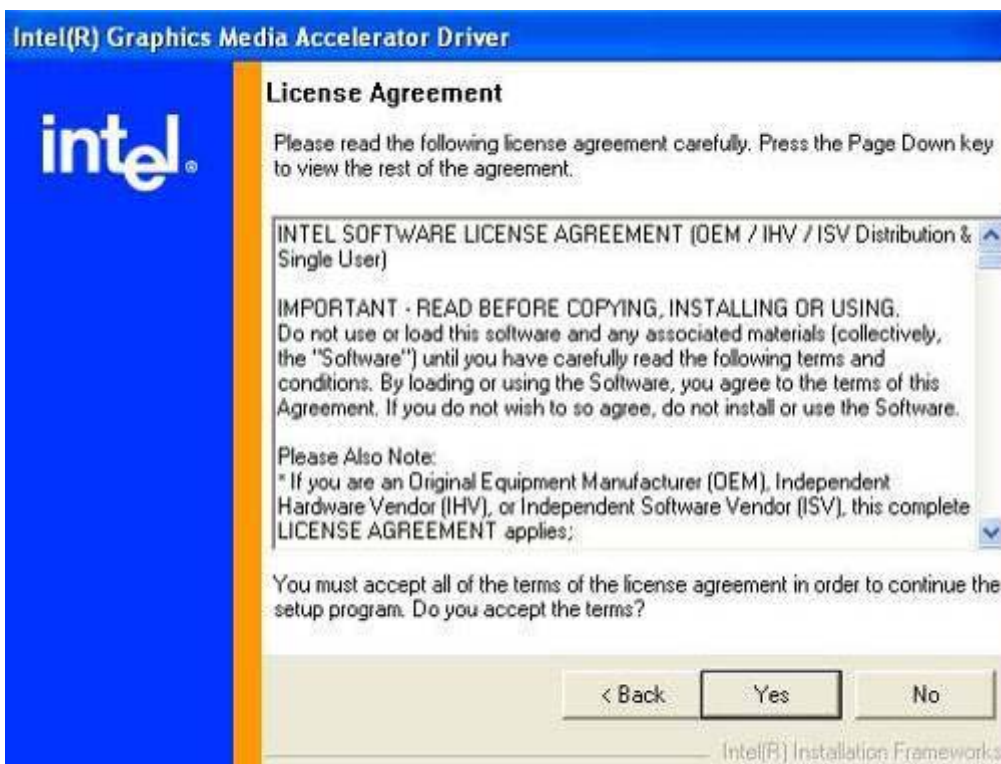 Intel(R) Graphics Media Accelerator Driver
intel®
License Agreement
Please read the following license agreement carefully. Press the Page Down key
to view the rest of the agreement.
INTEL SOFTWARE LICENSE AGREEMENT (OEM / IHV / ISV Distribution &
Single User)
IMPORTANT - READ BEFORE COPYING, INSTALLING OR USING.
Do not use or load this software and any associated materials (collectively,
the "Software") until you have carefully read the following terms and
conditions. By loading or using the Software, you agree to the terms of this
Agreement. If you do not wish to so agree, do not install or use the Software.
Please Also Note:
* If you are an Original Equipment Manufacturer (OEM), Independent
Hardware Vendor (IHV), or Independent Software Vendor (ISV), this complete
LICENSE AGREEMENT applies;
You must accept all of the terms of the license agreement in order to continue the
setup program. Do you accept the terms?
< Back Yes No
Intel(R) Installation Frameworks